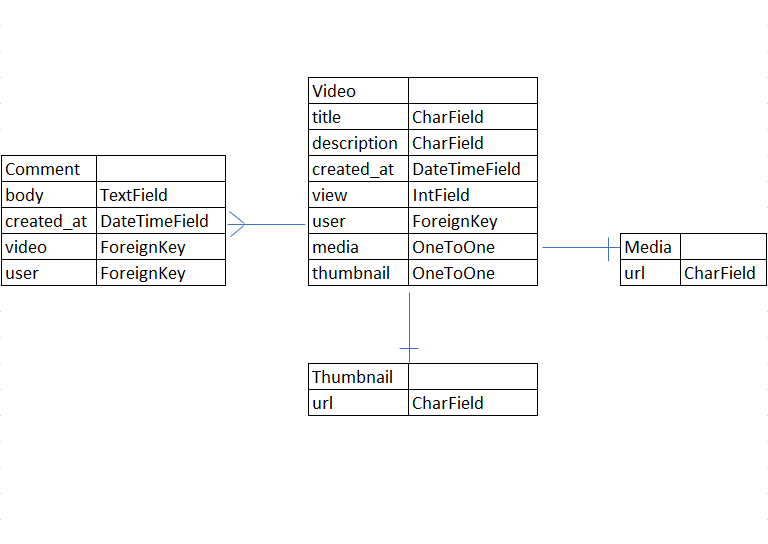 Video
title CharField
description CharField
created_at DateTimeField
view IntField
user ForeignKey
media OneToOne
thumbnail OneToOne
Comment
body TextField
created_at DateTimeField
video ForeignKey
user ForeignKey
Media
url CharField
Thumbnail
url CharField